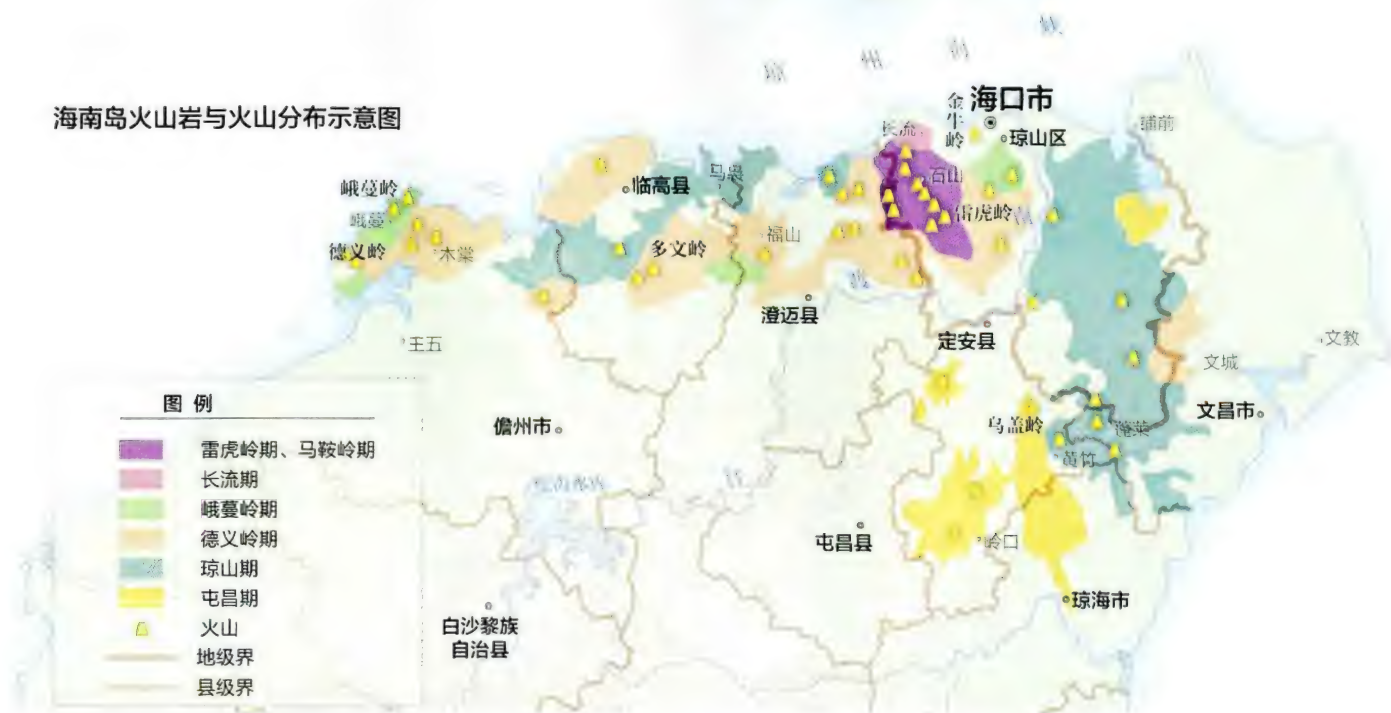 海南岛火山岩与火山分布示意图
州
海口市
金牛岭
长流
琼山区
铺前
峨蔓岭
峨蔓
德义岭
木棠
临高县
马袅
石山
雷虎岭
多文岭
福山
澄迈县
定安县
王五
文教
文城
文昌市
儋州市
乌盖岭
蓬莱
黄竹
屯昌县
岭口
琼海市
白沙黎族
自治县
图 例
雷虎岭期、马鞍岭期
长流期
峨蔓岭期
德义岭期
琼山期
屯昌期
火山
地级界
县级界